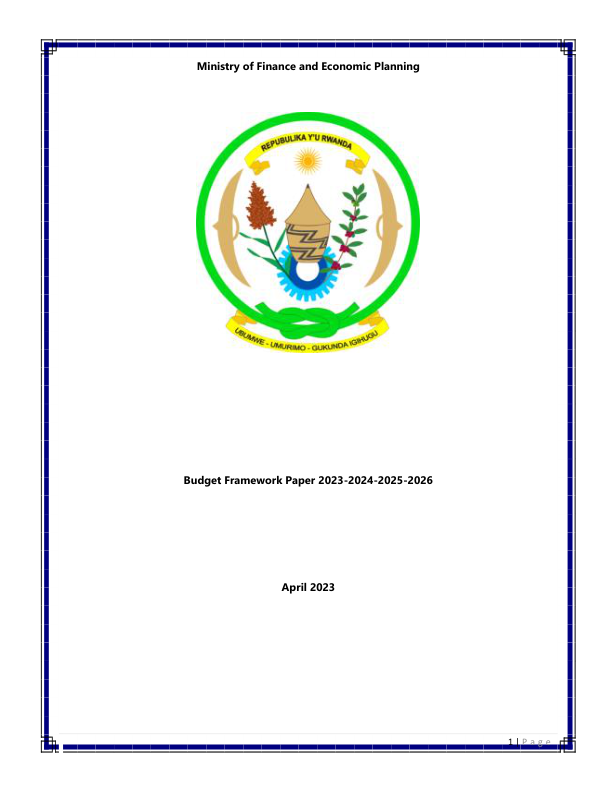 Ministry of Finance and Economic Planning
REPUBULIKA Y'U RWANDA
UBUMWE - UMURIMO - GUKUNDA IGIHUGU
Budget Framework Paper 2023-2024-2025-2026
April 2023
1 | Page